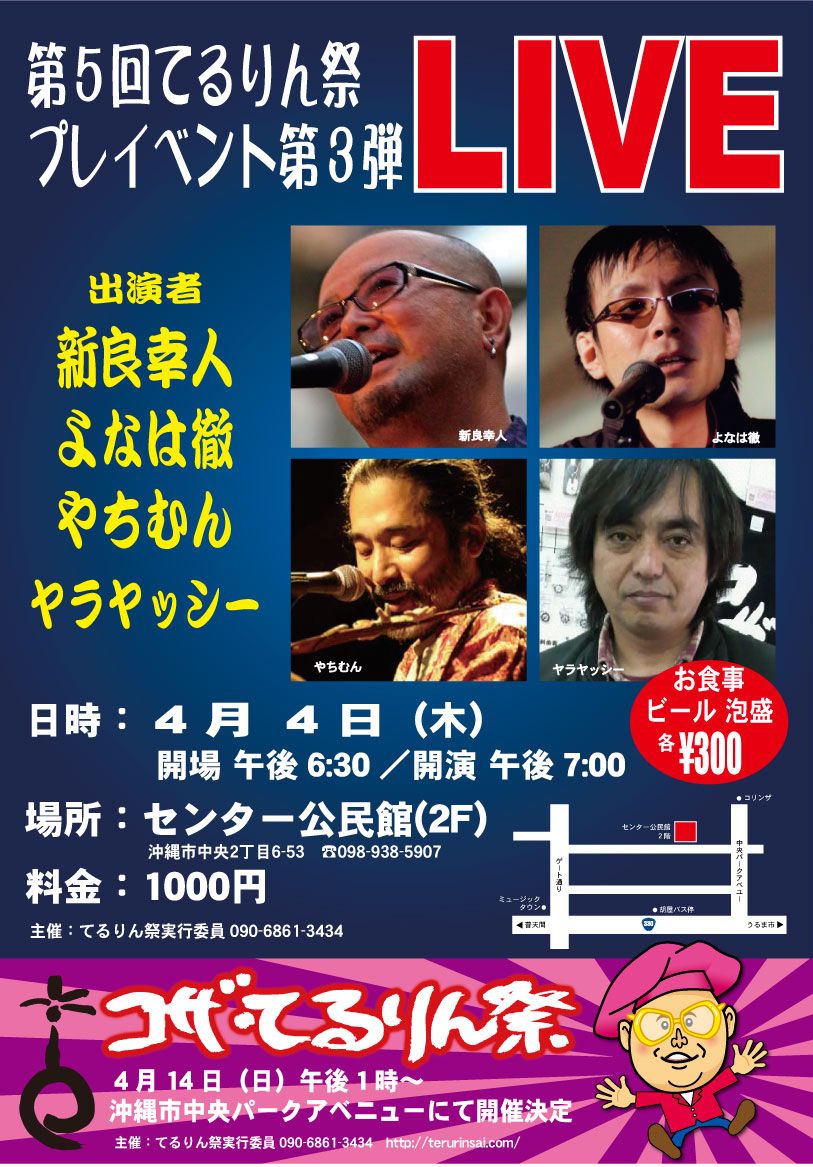 第5回てるりん祭
プレイベント第3弾
LIVE
出演者
新良幸人
よなは徹
やちむん
ヤラヤッシー
新良幸人
よなは徹
やちむん
ヤラヤッシー
お食事
ビール 泡盛
各¥300
日時： 4月 4日（木）
開場 午後 6:30 ／開演 午後 7:00
場所：センター公民館(2F)
沖縄市中央2丁目6-53 ☎098-938-5907
料金：1000円
主催：てるりん祭実行委員 090-6861-3434
コリンザ
センター公民館
2階
ゲート通り
中央パークアベニュー
ミュージック
タウン
胡屋バス停
◀普天間
330
うるま市▶
コザ・てるりん祭
4月14日（日）午後1時〜
沖縄市中央パークアベニューにて開催決定
主催：てるりん祭実行委員 090-6861-3434 http://terurinsai.com/